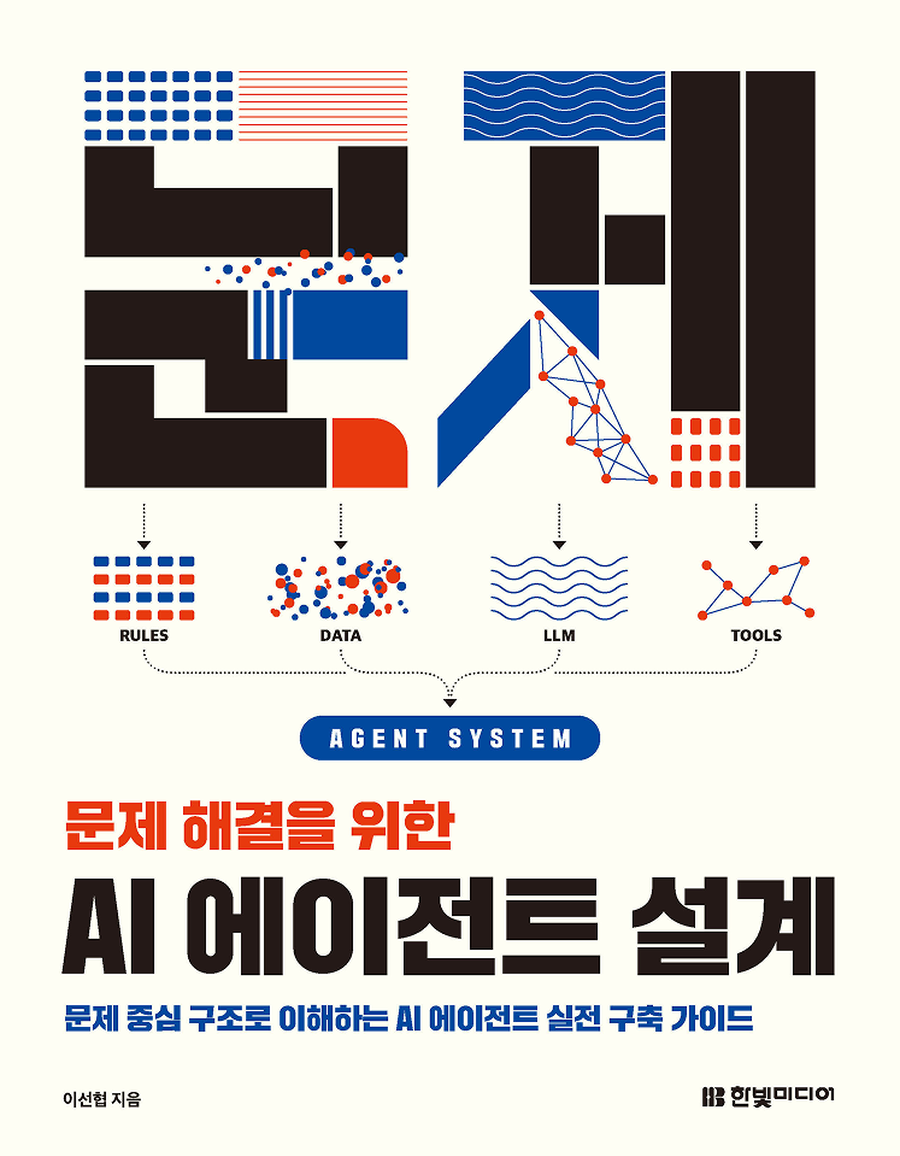 문제
RULES
DATA
LLM
TOOLS
AGENT SYSTEM
문제 해결을 위한
AI 에이전트 설계
문제 중심 구조로 이해하는 AI 에이전트 실전 구축 가이드
이선협 지음
한빛미디어